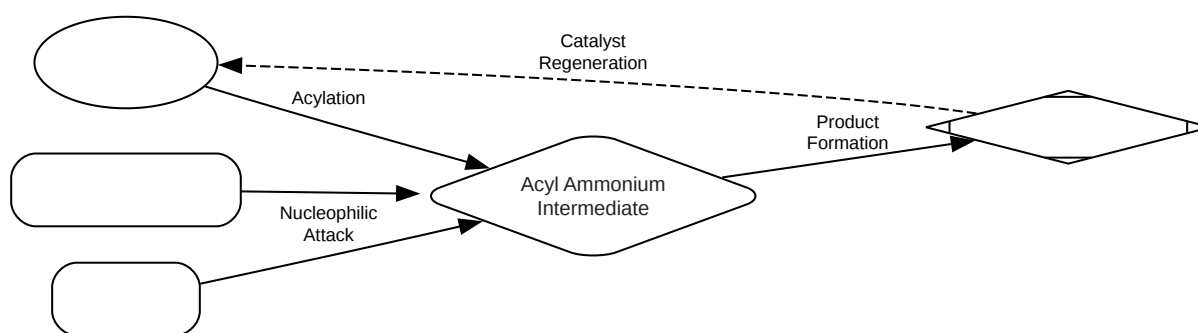 Catalyst
Regeneration
Acylation
Product
Formation
Acyl Ammonium
Intermediate
Nucleophilic
Attack